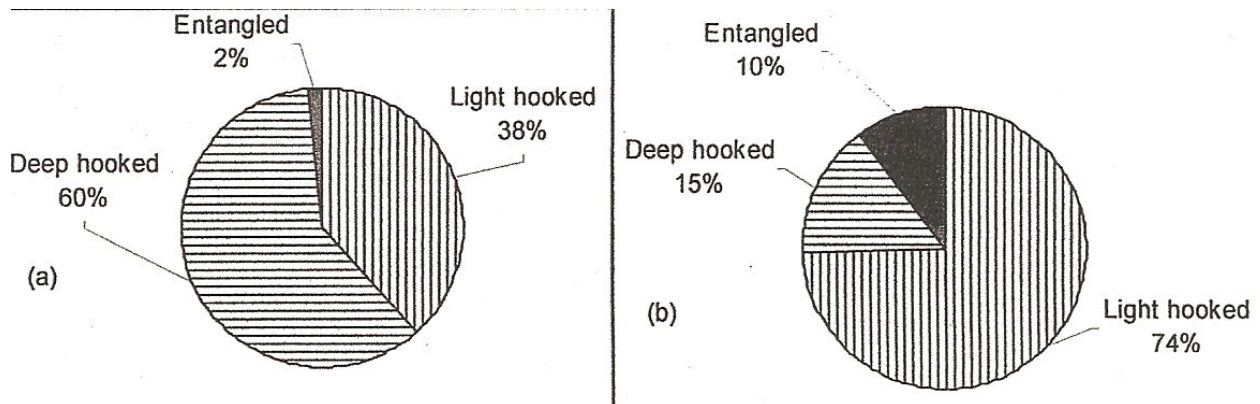 Entangled
2%
Light hooked
38%
Deep hooked
60%
(a)
Entangled
10%
Deep hooked
15%
Light hooked
74%
(b)